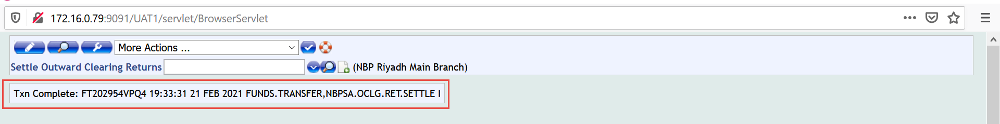 172.16.0.79:9091/UAT1/servlet/BrowserServlet
More Actions ...
Settle Outward Clearing Returns (NBP Riyadh Main Branch)
Txn Complete: FT202954VPQ4 19:33:31 21 FEB 2021 FUNDS.TRANSFER,NBPSA.OCLG.RET.SETTLE I